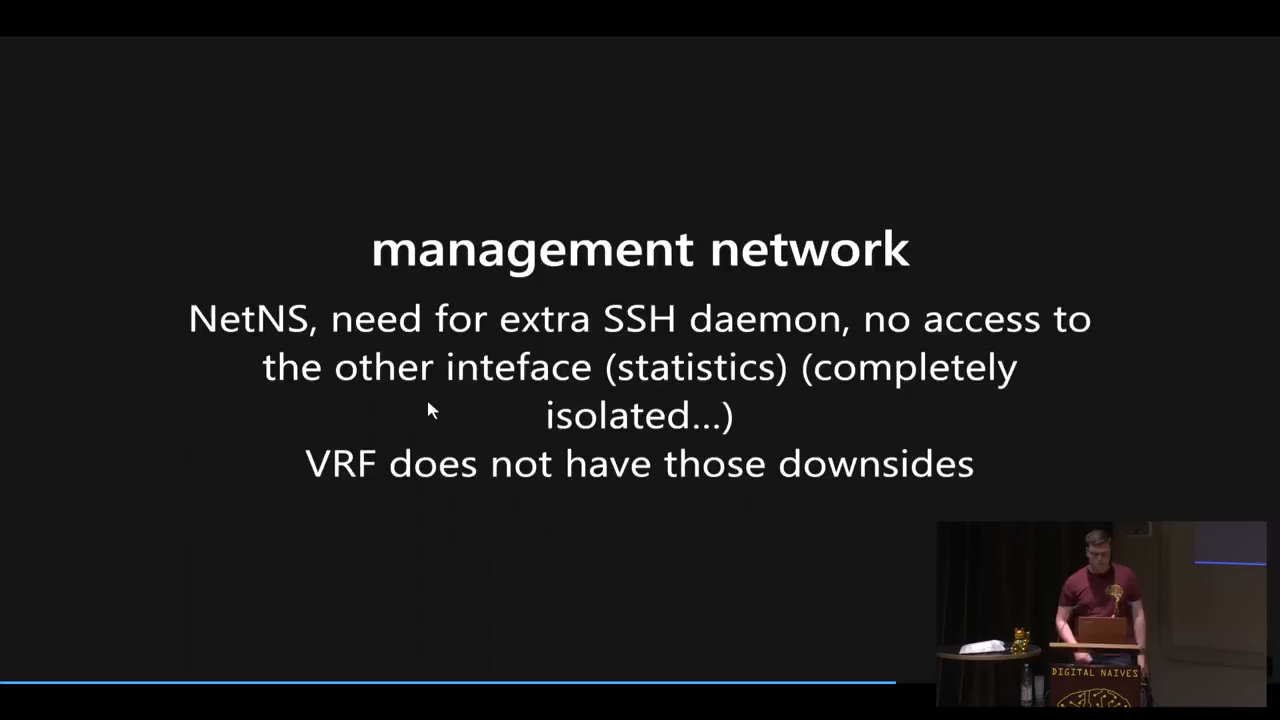 management network
NetNS, need for extra SSH daemon, no access to
the other inteface (statistics) (completely
isolated...)
VRF does not have those downsides
DIGITAL NAIVES